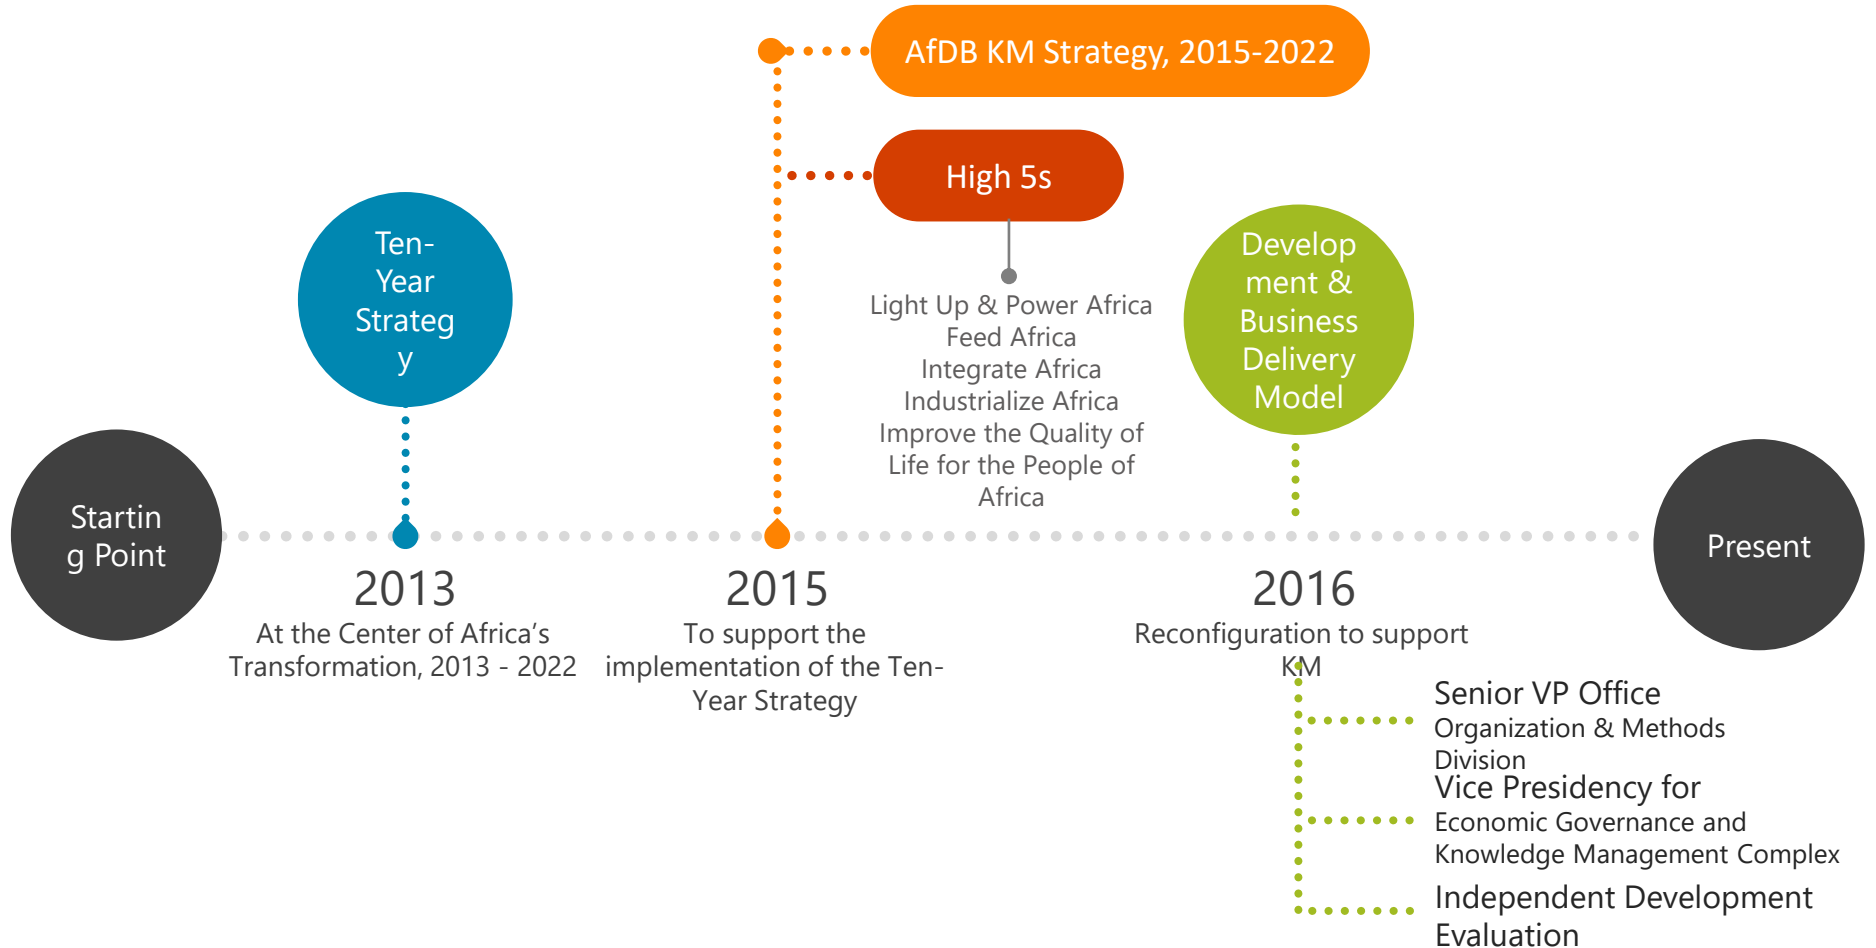 AfDB KM Strategy, 2015-2022
High 5s
Ten-
Year
Strateg
y
Develop
ment &
Business
Delivery
Model
Light Up & Power Africa
Feed Africa
Integrate Africa
Industrialize Africa
Improve the Quality of
Life for the People of
Africa
Startin
g Point
Present
2013
At the Center of Africa’s
Transformation, 2013 - 2022
2015
To support the
implementation of the Ten-
Year Strategy
2016
Reconfiguration to support
KM
Senior VP Office
Organization & Methods
Division
Vice Presidency for
Economic Governance and
Knowledge Management Complex
Independent Development
Evaluation